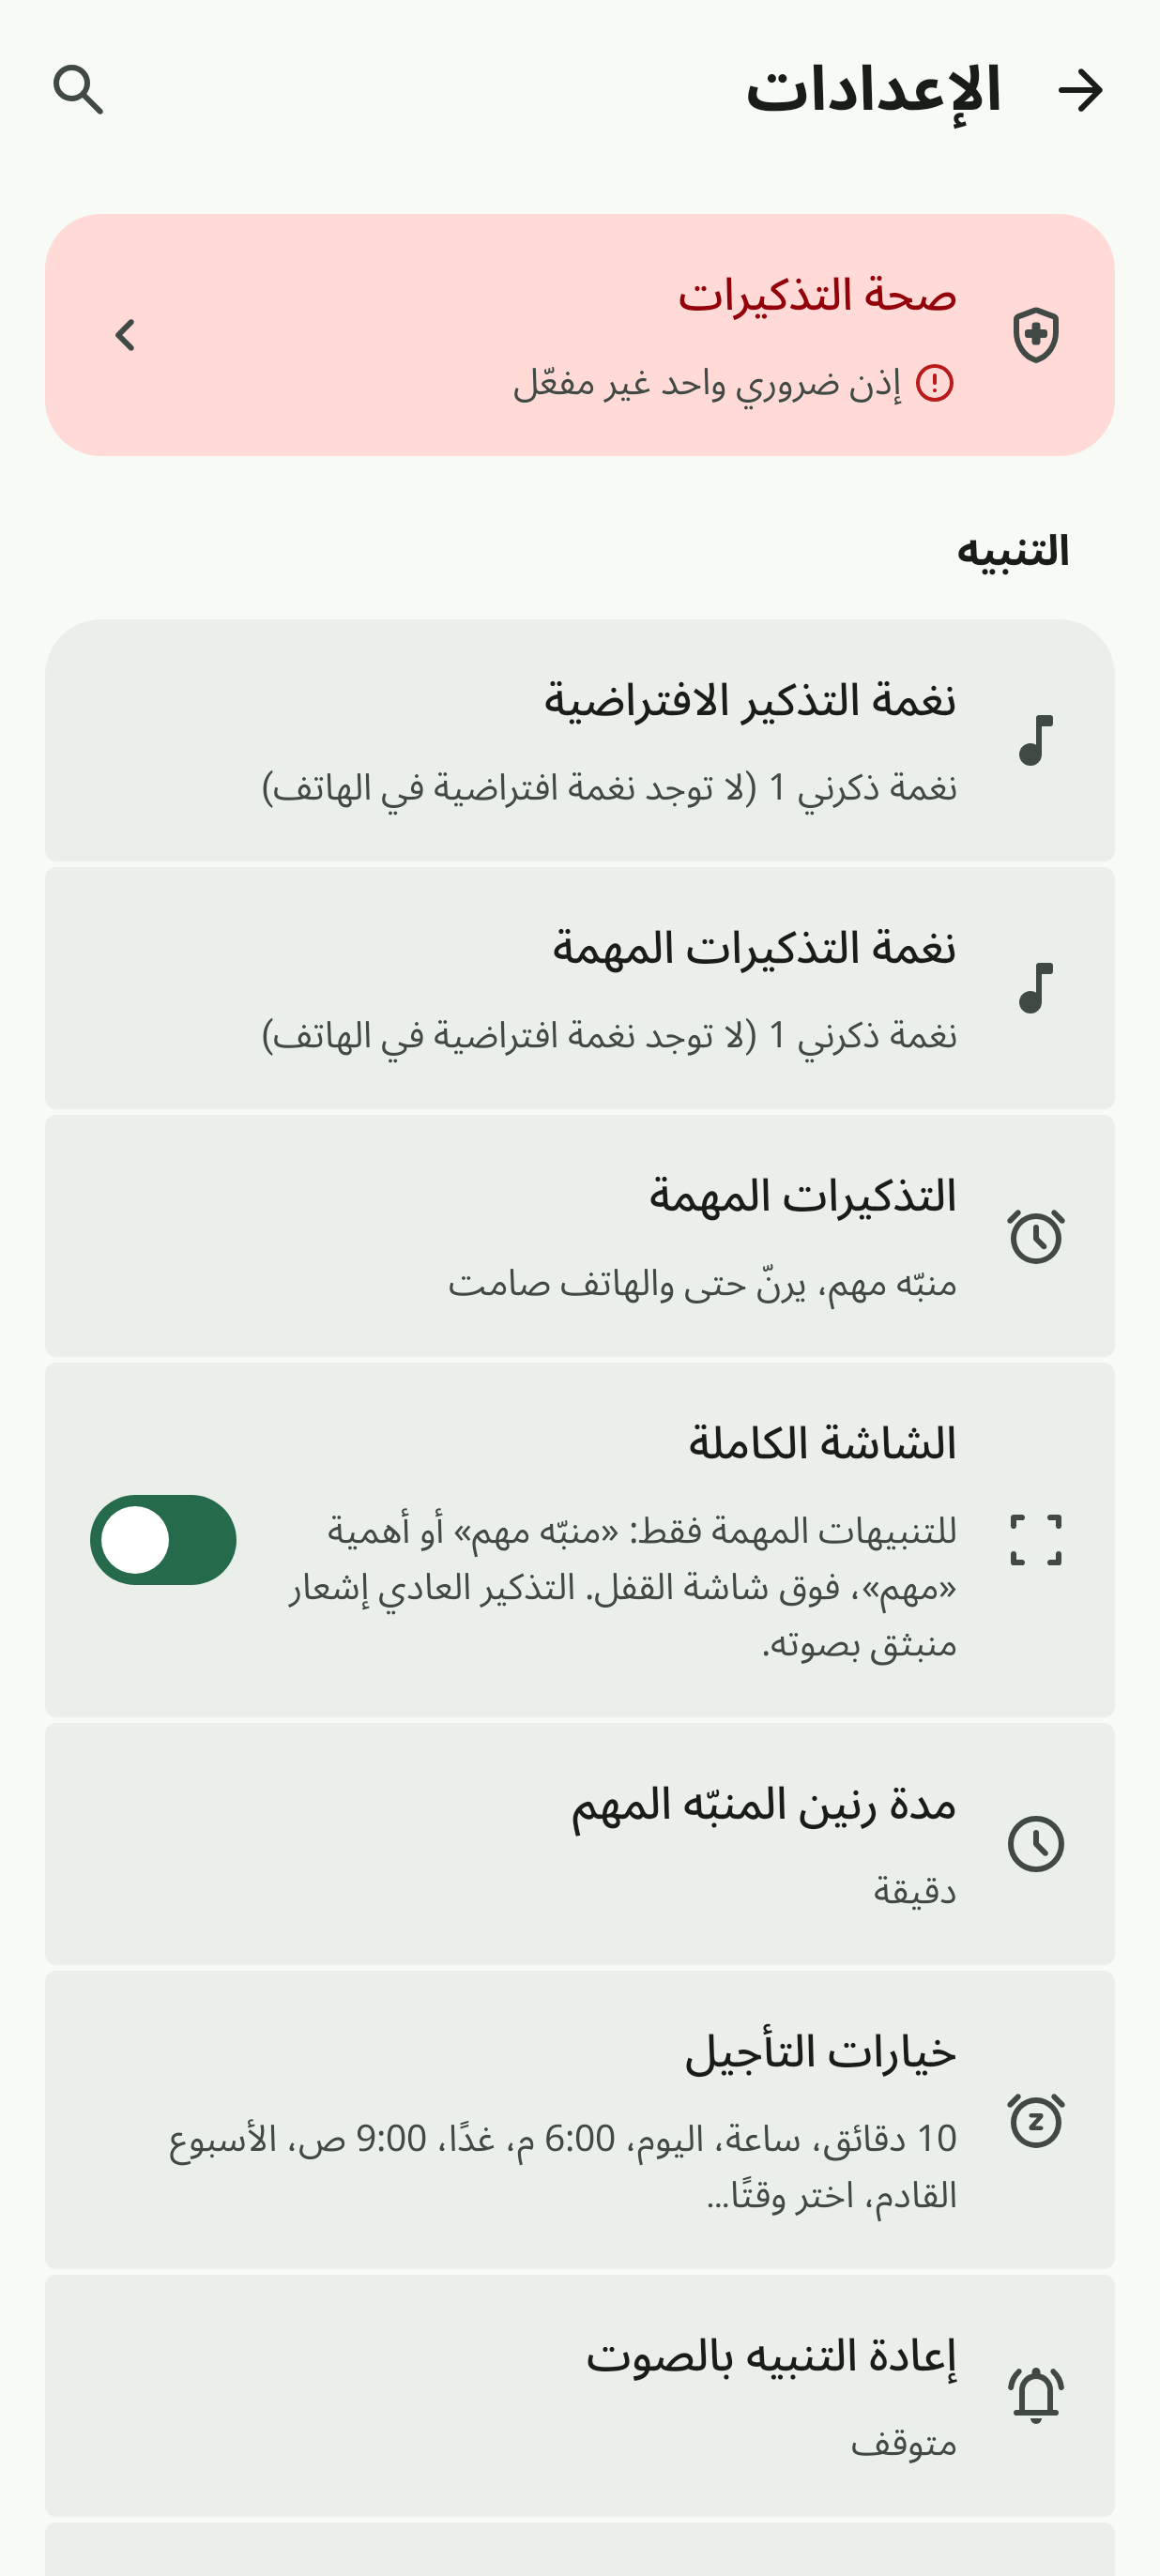 الإعدادات
صحة التذكيرات
إذن ضروري واحد غير مفعّل
التنبيه
نغمة التذكير الافتراضية
نغمة ذكرني 1 (لا توجد نغمة افتراضية في الهاتف)
نغمة التذكيرات المهمة
نغمة ذكرني 1 (لا توجد نغمة افتراضية في الهاتف)
التذكيرات المهمة
منبّه مهم، يرنّ حتى والهاتف صامت
الشاشة الكاملة
للتنبيهات المهمة فقط: «منبّه مهم» أو أهمية
«مهم»، فوق شاشة القفل. التذكير العادي إشعار
منبثق بصوته.
مدة رنين المنبّه المهم
دقيقة
خيارات التأجيل
10 دقائق، ساعة، اليوم، 6:00 م، غدًا، 9:00 ص، الأسبوع
القادم، اختر وقتًا...
إعادة التنبيه بالصوت
متوقف